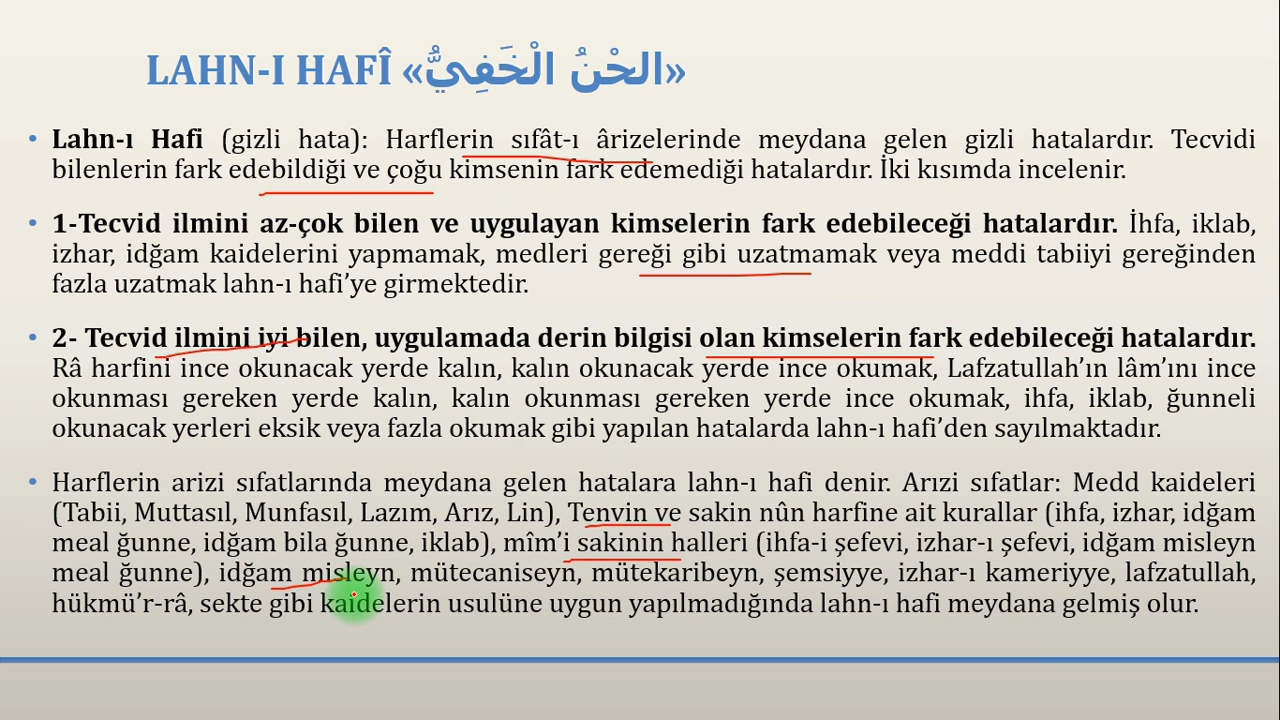 LAHN-I HAFÎ «الحْنُ الْخَفِيُّ»
• Lahn-ı Hafi (gizli hata): Harflerin sıfât-ı ârizelerinde meydana gelen gizli hatalardır. Tecvidi
bilenlerin fark edebildiği ve çoğu kimsenin fark edemediği hatalardır. İki kısımda incelenir.
• 1-Tecvid ilmini az-çok bilen ve uygulayan kimselerin fark edebileceği hatalardır. İhfa, iklab,
izhar, idğam kaidelerini yapmamak, medleri gereği gibi uzatmamak veya meddi tabiiyi gereğinden
fazla uzatmak lahn-ı hafi’ye girmektedir.
• 2- Tecvid ilmini iyi bilen, uygulamada derin bilgisi olan kimselerin fark edebileceği hatalardır.
Râ harfini ince okunacak yerde kalın, kalın okunacak yerde ince okumak, Lafzatullah’ın lâm’ını ince
okunması gereken yerde kalın, kalın okunması gereken yerde ince okumak, ihfa, iklab, ğunneli
okunacak yerleri eksik veya fazla okumak gibi yapılan hatalarda lahn-ı hafi’den sayılmaktadır.
• Harflerin arizi sıfatlarında meydana gelen hatalara lahn-ı hafi denir. Arızi sıfatlar: Medd kaideleri
(Tabii, Muttasıl, Munfasıl, Lazım, Arız, Lin), Tenvin ve sakin nûn harfine ait kurallar (ihfa, izhar, idğam
meal ğunne, idğam bila ğunne, iklab), mîm’i sakinin halleri (ihfa-i şefevi, izhar-ı şefevi, idğam misleyn
meal ğunne), idğam misleyn, mütecaniseyn, mütekaribeyn, şemsiyye, izhar-ı kameriyye, lafzatullah,
hükmü’r-râ, sekte gibi kaidelerin usulüne uygun yapılmadığında lahn-ı hafi meydana gelmiş olur.